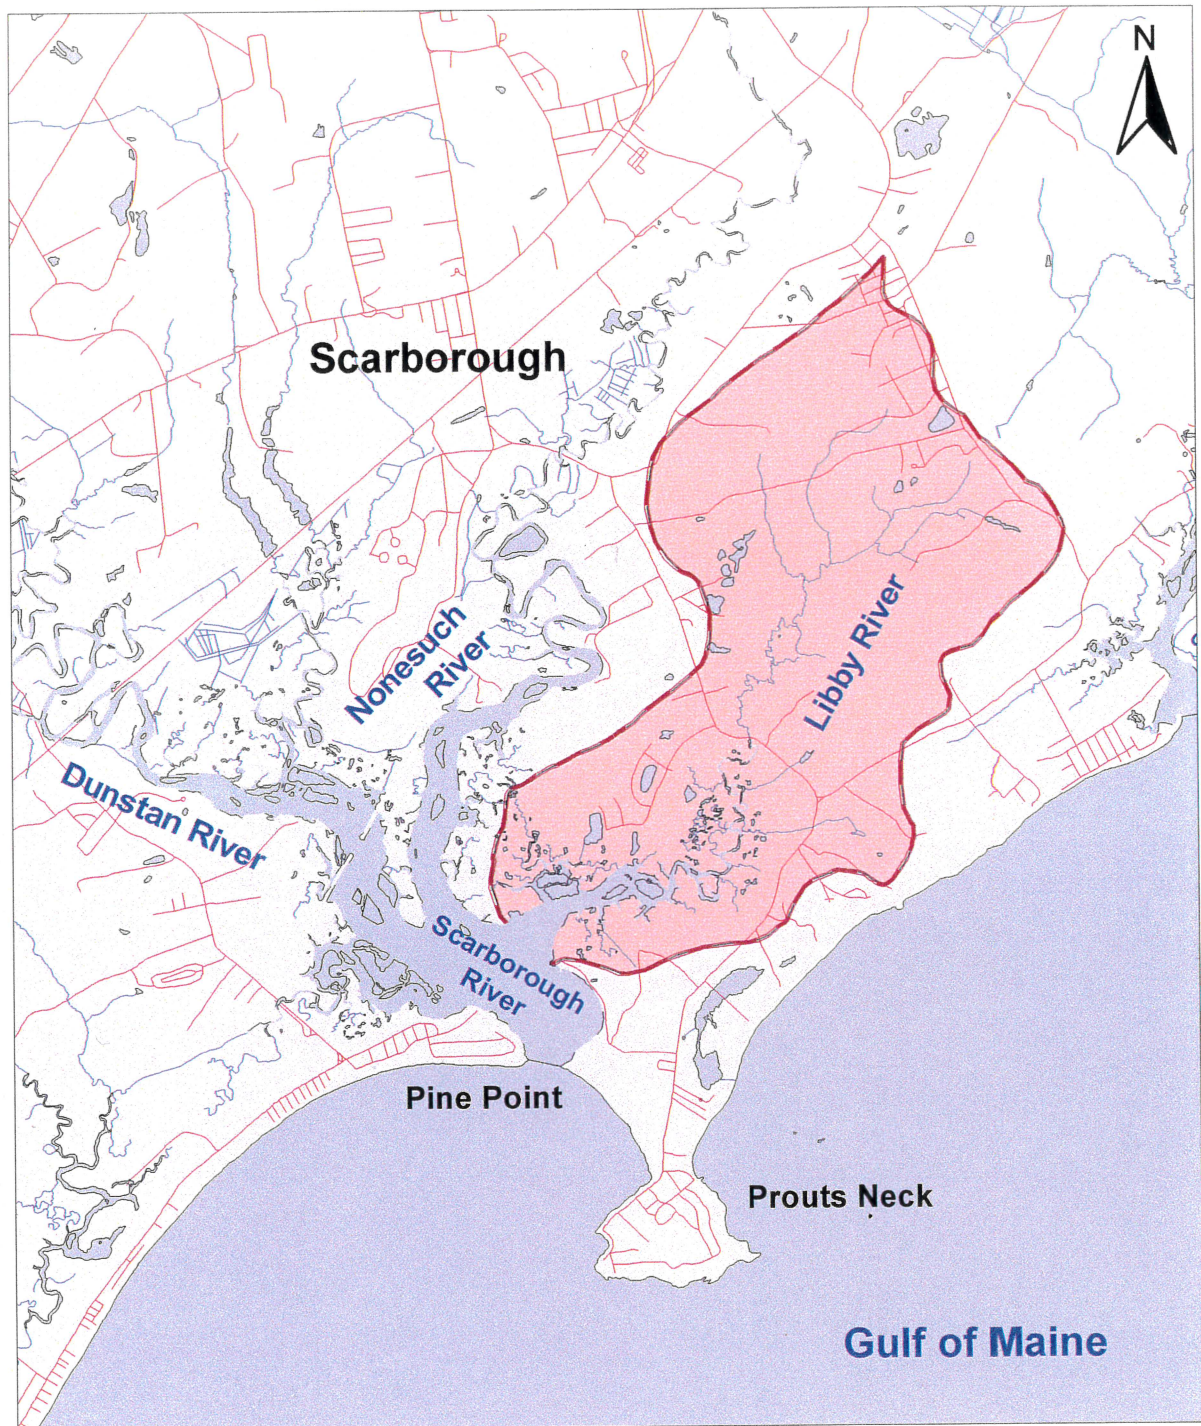 N
Scarborough
Nonesuch
River
Libby River
Dunstan River
Scarborough
River
Pine Point
Prouts Neck
Gulf of Maine